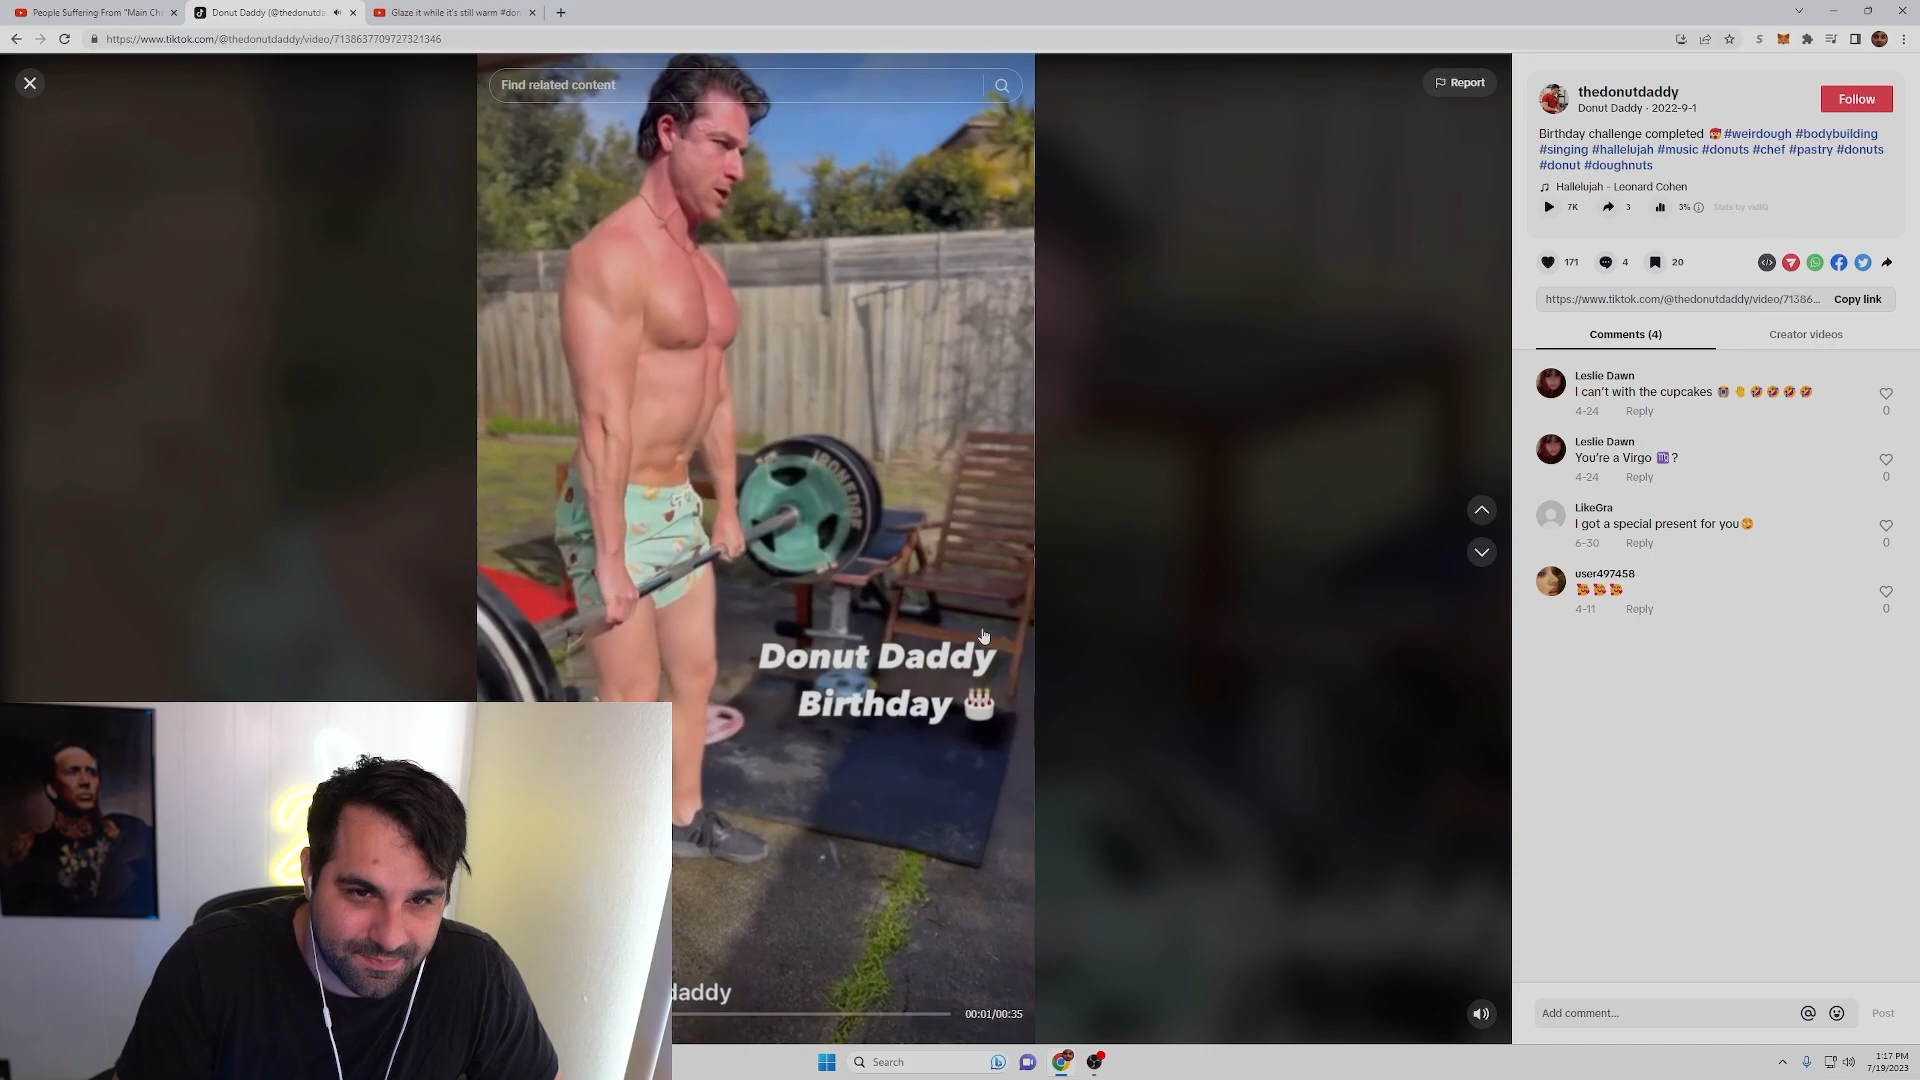 People Suffering From "Main Ch
Donut Daddy (@thedonutda
Glaze it while it's still warm #don
https://www.tiktok.com/@thedonutdaddy/video/7138637709727321346
Find related content
Report
thedonutdaddy
Donut Daddy · 2022-9-1
Follow
Birthday challenge completed 🥰 #weirdough #bodybuilding
#singing #hallelujah #music #donuts #chef #pastry #donuts
#donut #doughnuts
Hallelujah - Leonard Cohen
7K
3
3%
Stats by vidIQ
171
4
20
https://www.tiktok.com/@thedonutdaddy/video/71386...
Copy link
Comments (4)
Creator videos
Leslie Dawn
I can't with the cupcakes 😭🤚🤣🤣🤣🤣
4-24
Reply
0
Leslie Dawn
You're a Virgo ♍?
4-24
Reply
0
LikeGra
I got a special present for you😏
6-30
Reply
0
user497458
🥰🥰🥰
4-11
Reply
0
Donut Daddy
Birthday 🎂
daddy
00:01/00:35
Add comment...
Post
Search
1:17 PM
7/19/2023